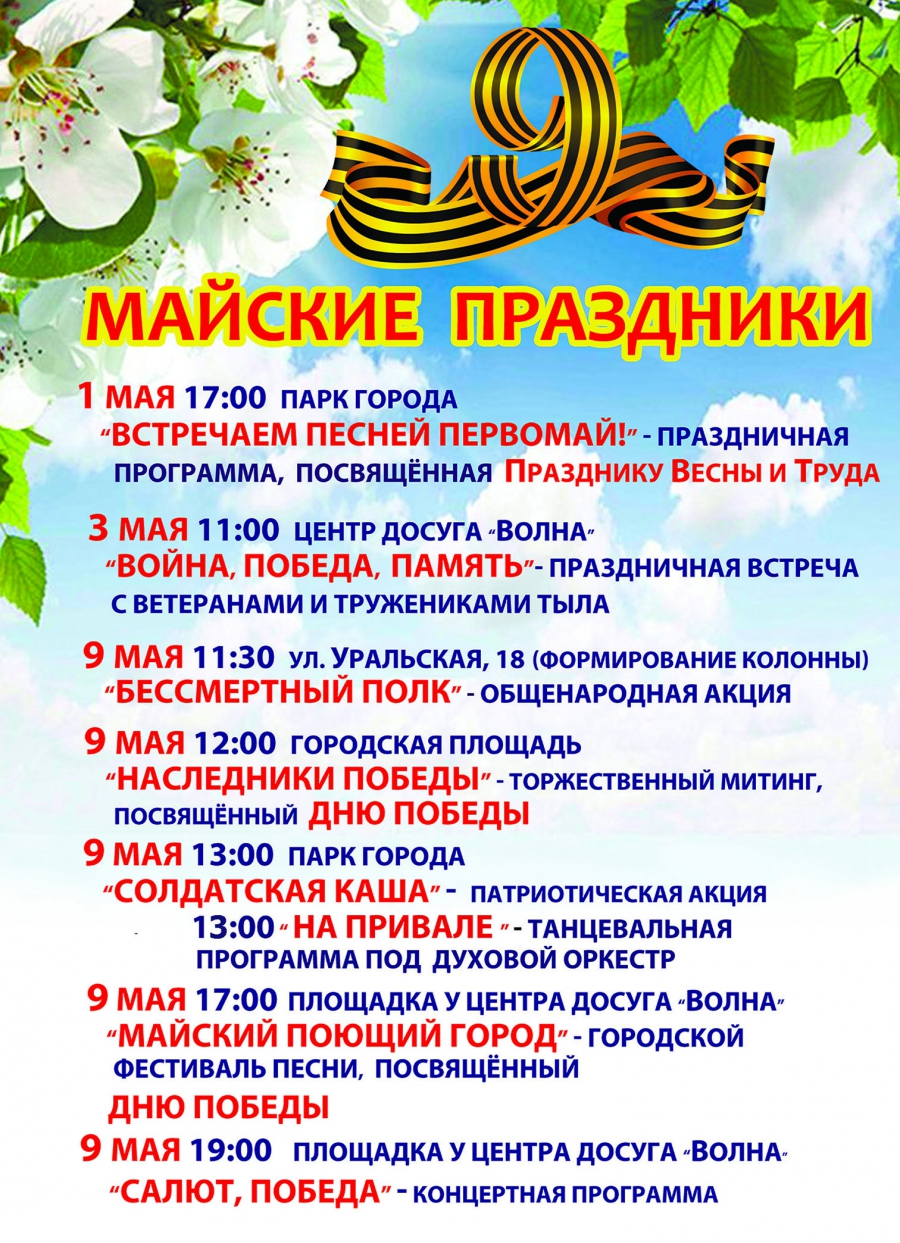 9
МАЙСКИЕ ПРАЗДНИКИ
1 МАЯ 17:00 ПАРК ГОРОДА
“ВСТРЕЧАЕМ ПЕСНЕЙ ПЕРВОМАЙ!” - ПРАЗДНИЧНАЯ
ПРОГРАММА, ПОСВЯЩЁННАЯ ПРАЗДНИКУ ВЕСНЫ И ТРУДА
3 МАЯ 11:00 ЦЕНТР ДОСУГА “ВОЛНА”
“ВОЙНА, ПОБЕДА, ПАМЯТЬ”- ПРАЗДНИЧНАЯ ВСТРЕЧА
С ВЕТЕРАНАМИ И ТРУЖЕНИКАМИ ТЫЛА
9 МАЯ 11:30 УЛ. УРАЛЬСКАЯ, 18 (ФОРМИРОВАНИЕ КОЛОННЫ)
“БЕССМЕРТНЫЙ ПОЛК” - ОБЩЕНАРОДНАЯ АКЦИЯ
9 МАЯ 12:00 ГОРОДСКАЯ ПЛОЩАДЬ
“НАСЛЕДНИКИ ПОБЕДЫ” - ТОРЖЕСТВЕННЫЙ МИТИНГ,
ПОСВЯЩЁННЫЙ ДНЮ ПОБЕДЫ
9 МАЯ 13:00 ПАРК ГОРОДА
“СОЛДАТСКАЯ КАША” - ПАТРИОТИЧЕСКАЯ АКЦИЯ
- 13:00 “ НА ПРИВАЛЕ ” - ТАНЦЕВАЛЬНАЯ
ПРОГРАММА ПОД ДУХОВОЙ ОРКЕСТР
9 МАЯ 17:00 ПЛОЩАДКА У ЦЕНТРА ДОСУГА “ВОЛНА”
“МАЙСКИЙ ПОЮЩИЙ ГОРОД” - ГОРОДСКОЙ
ФЕСТИВАЛЬ ПЕСНИ, ПОСВЯЩЁННЫЙ
ДНЮ ПОБЕДЫ
9 МАЯ 19:00 ПЛОЩАДКА У ЦЕНТРА ДОСУГА “ВОЛНА”
“САЛЮТ, ПОБЕДА” - КОНЦЕРТНАЯ ПРОГРАММА